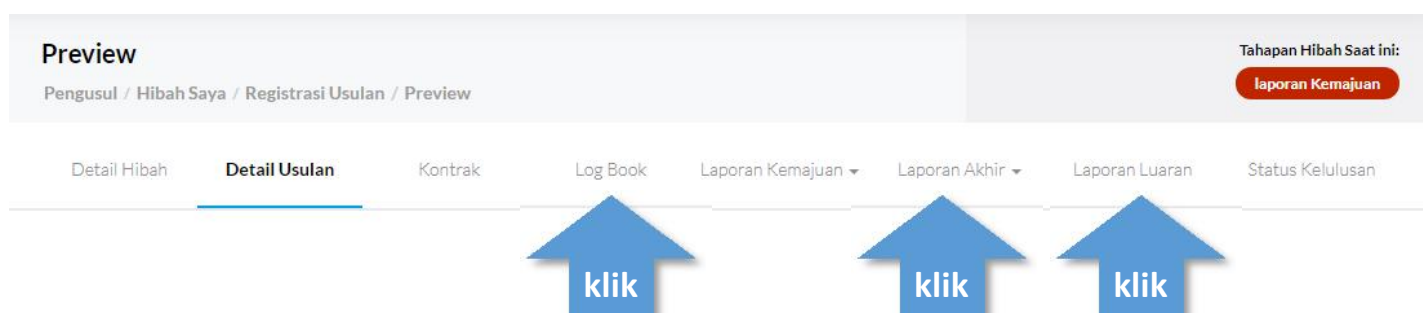 Preview
Tahapan Hibah Saat ini:
Pengusul / Hibah Saya / Registrasi Usulan / Preview
laporan Kemajuan
Detail Hibah Detail Usulan Kontrak Log Book Laporan Kemajuan Laporan Akhir Laporan Luaran Status Kelulusan
klik klik klik